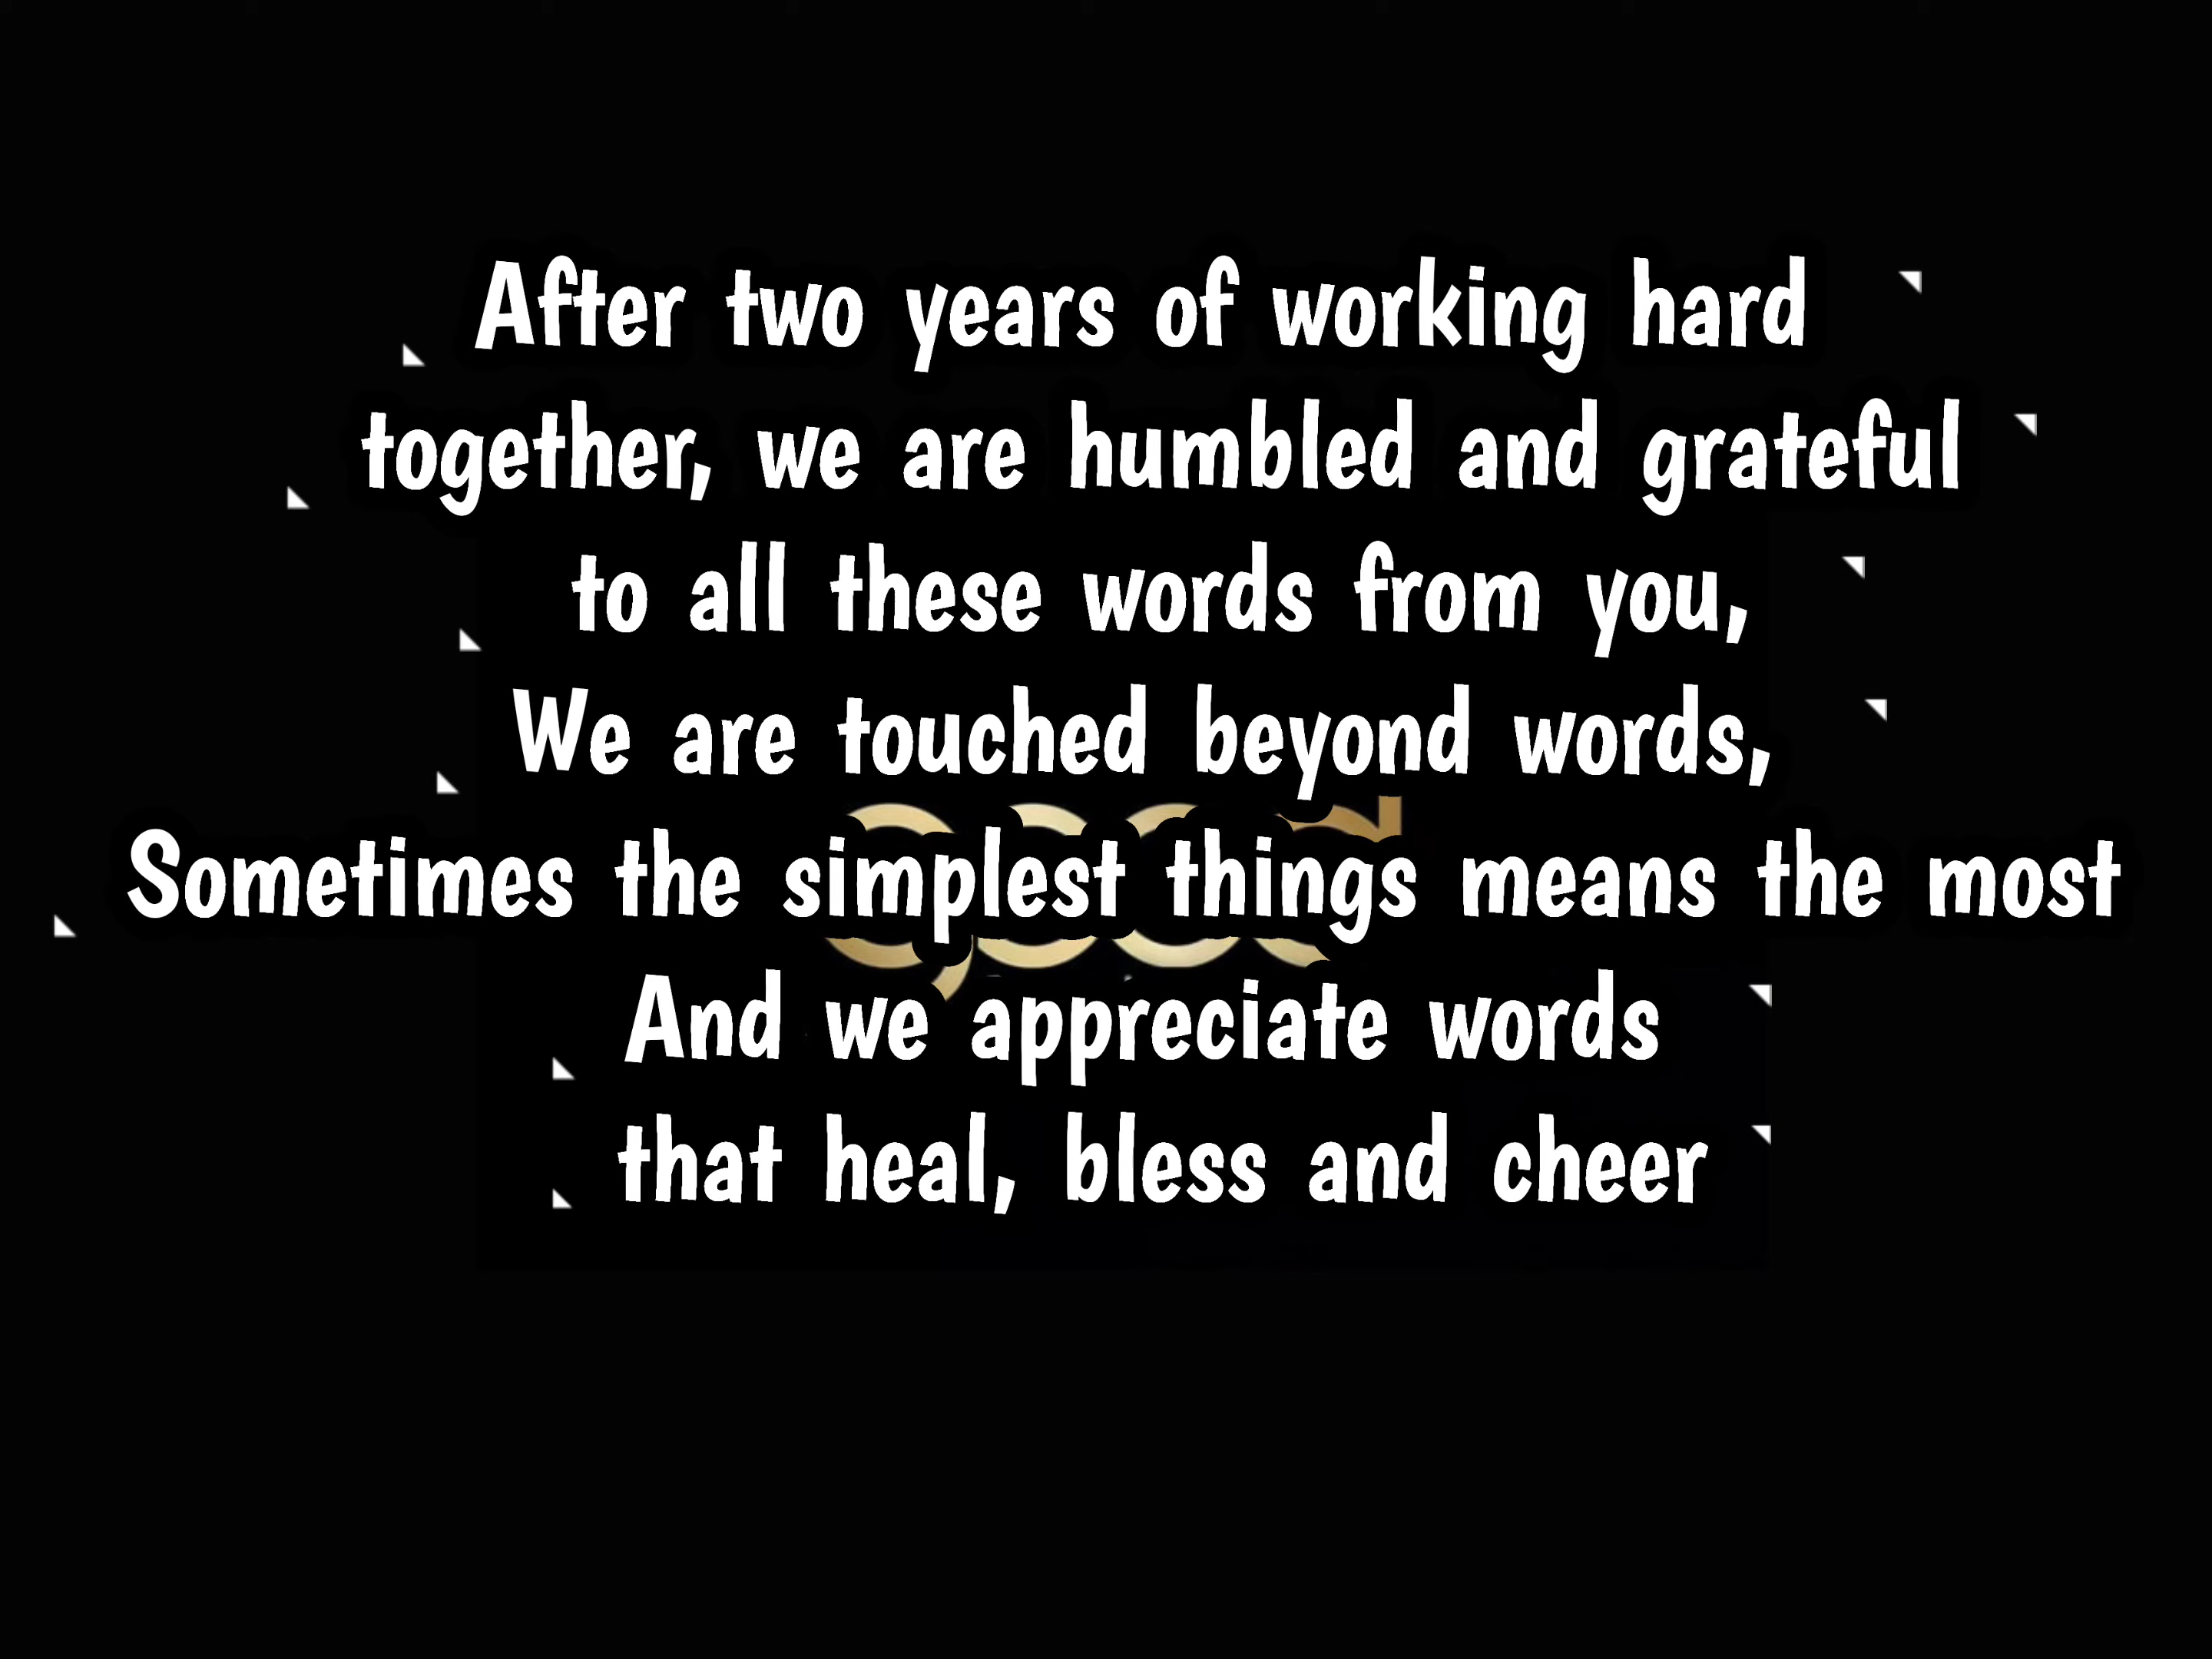 After two years of working hard
together, we are humbled and grateful
to all these words from you,
We are touched beyond words,
Sometimes the simplest things means the most
And we appreciate words
that heal, bless and cheer